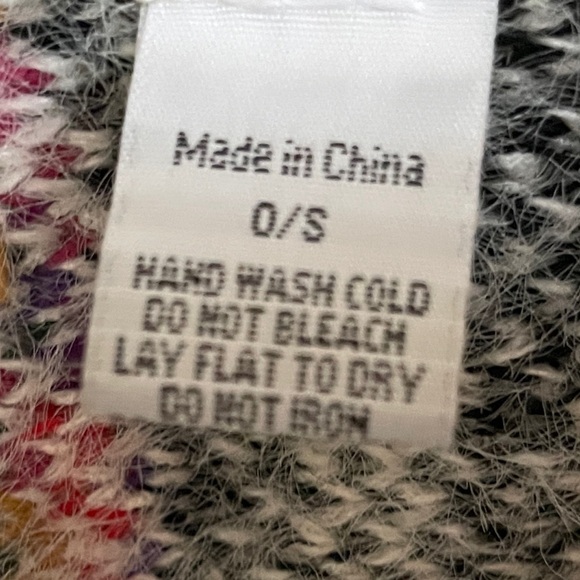 Made in China
O/S
HAND WASH COLD
DO NOT BLEACH
LAY FLAT TO DRY
DO NOT IRON